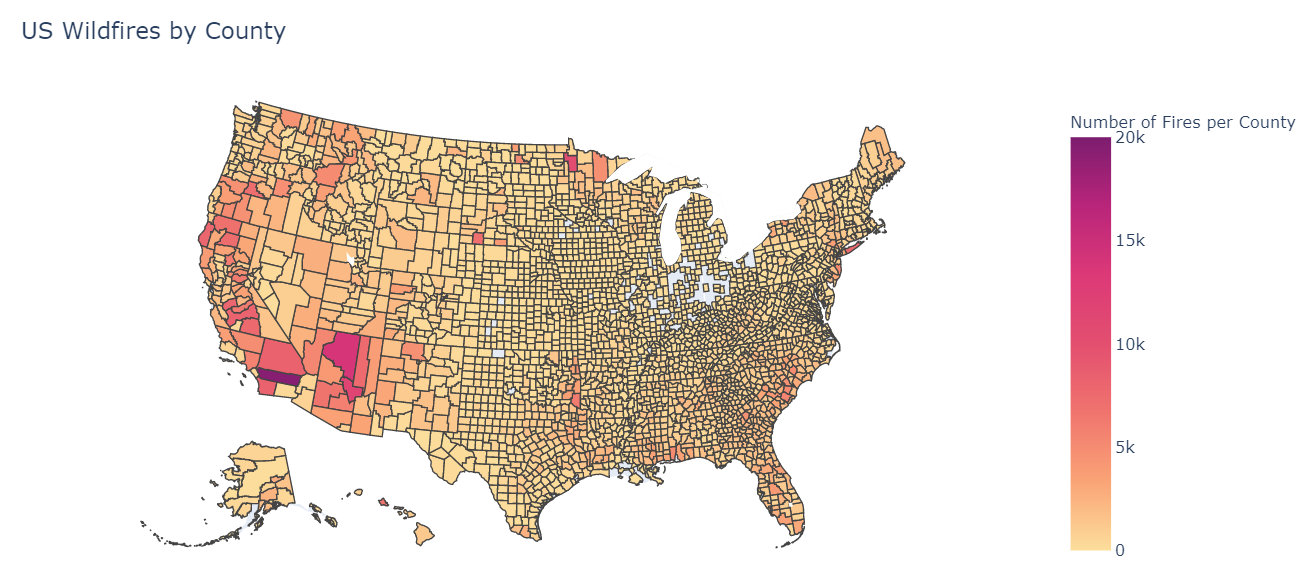 US Wildfires by County
Number of Fires per County
20k
15k
10k
5k
0